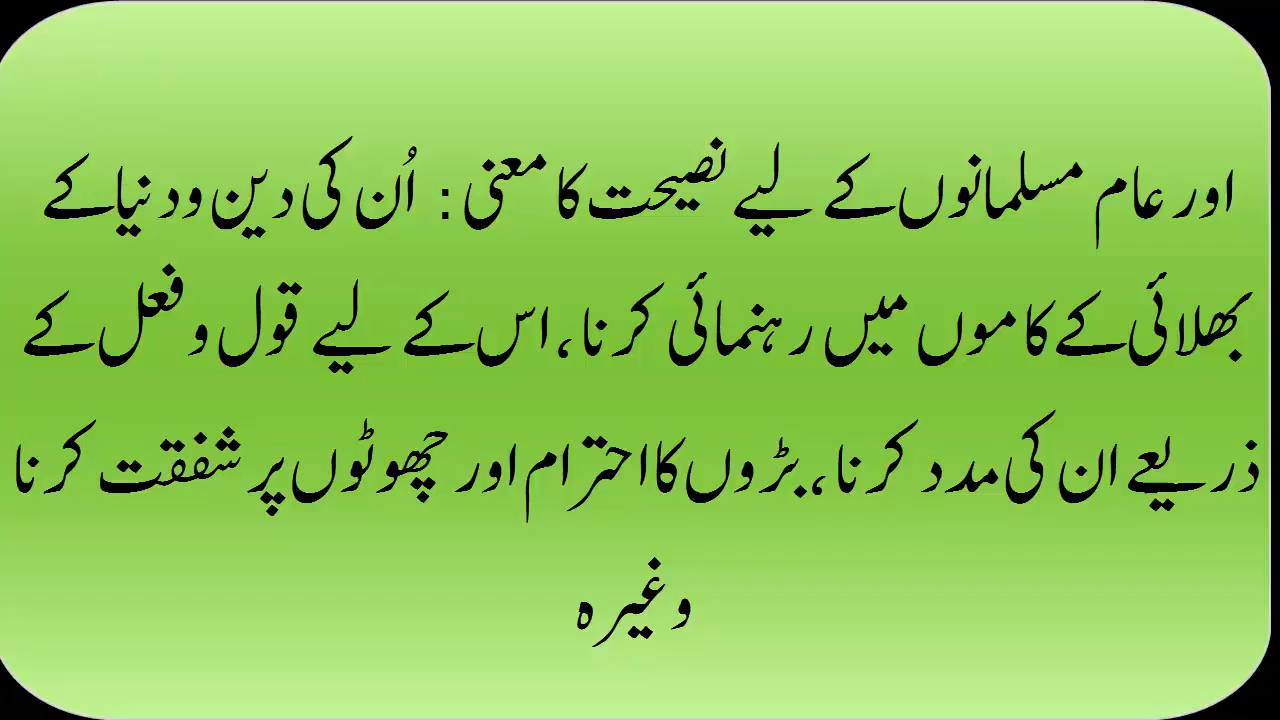 اور عام مسلمانوں کے لیے نصیحت کا معنی : اُن کی دین و دنیا کے
بھلائی کے کاموں میں رہنمائی کرنا، اس کے لیے قول و فعل کے
ذریعے ان کی مدد کرنا، بڑوں کا احترام اور چھوٹوں پر شفقت کرنا
وغیرہ